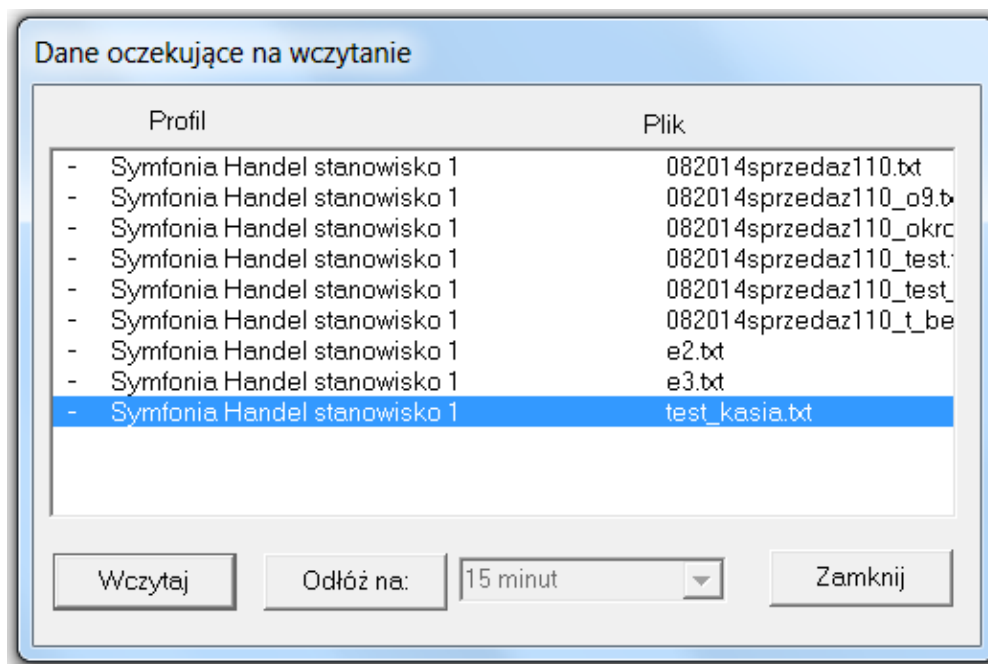 Dane oczekujące na wczytanie
Profil Plik
- Symfonia Handel stanowisko 1 082014sprzedaz110.txt
- Symfonia Handel stanowisko 1 082014sprzedaz110_o9.tx
- Symfonia Handel stanowisko 1 082014sprzedaz110_okro
- Symfonia Handel stanowisko 1 082014sprzedaz110_test.
- Symfonia Handel stanowisko 1 082014sprzedaz110_test_
- Symfonia Handel stanowisko 1 082014sprzedaz110_t_be
- Symfonia Handel stanowisko 1 e2.txt
- Symfonia Handel stanowisko 1 e3.txt
- Symfonia Handel stanowisko 1 test_kasia.txt
Wczytaj Odłóż na: 15 minut Zamknij